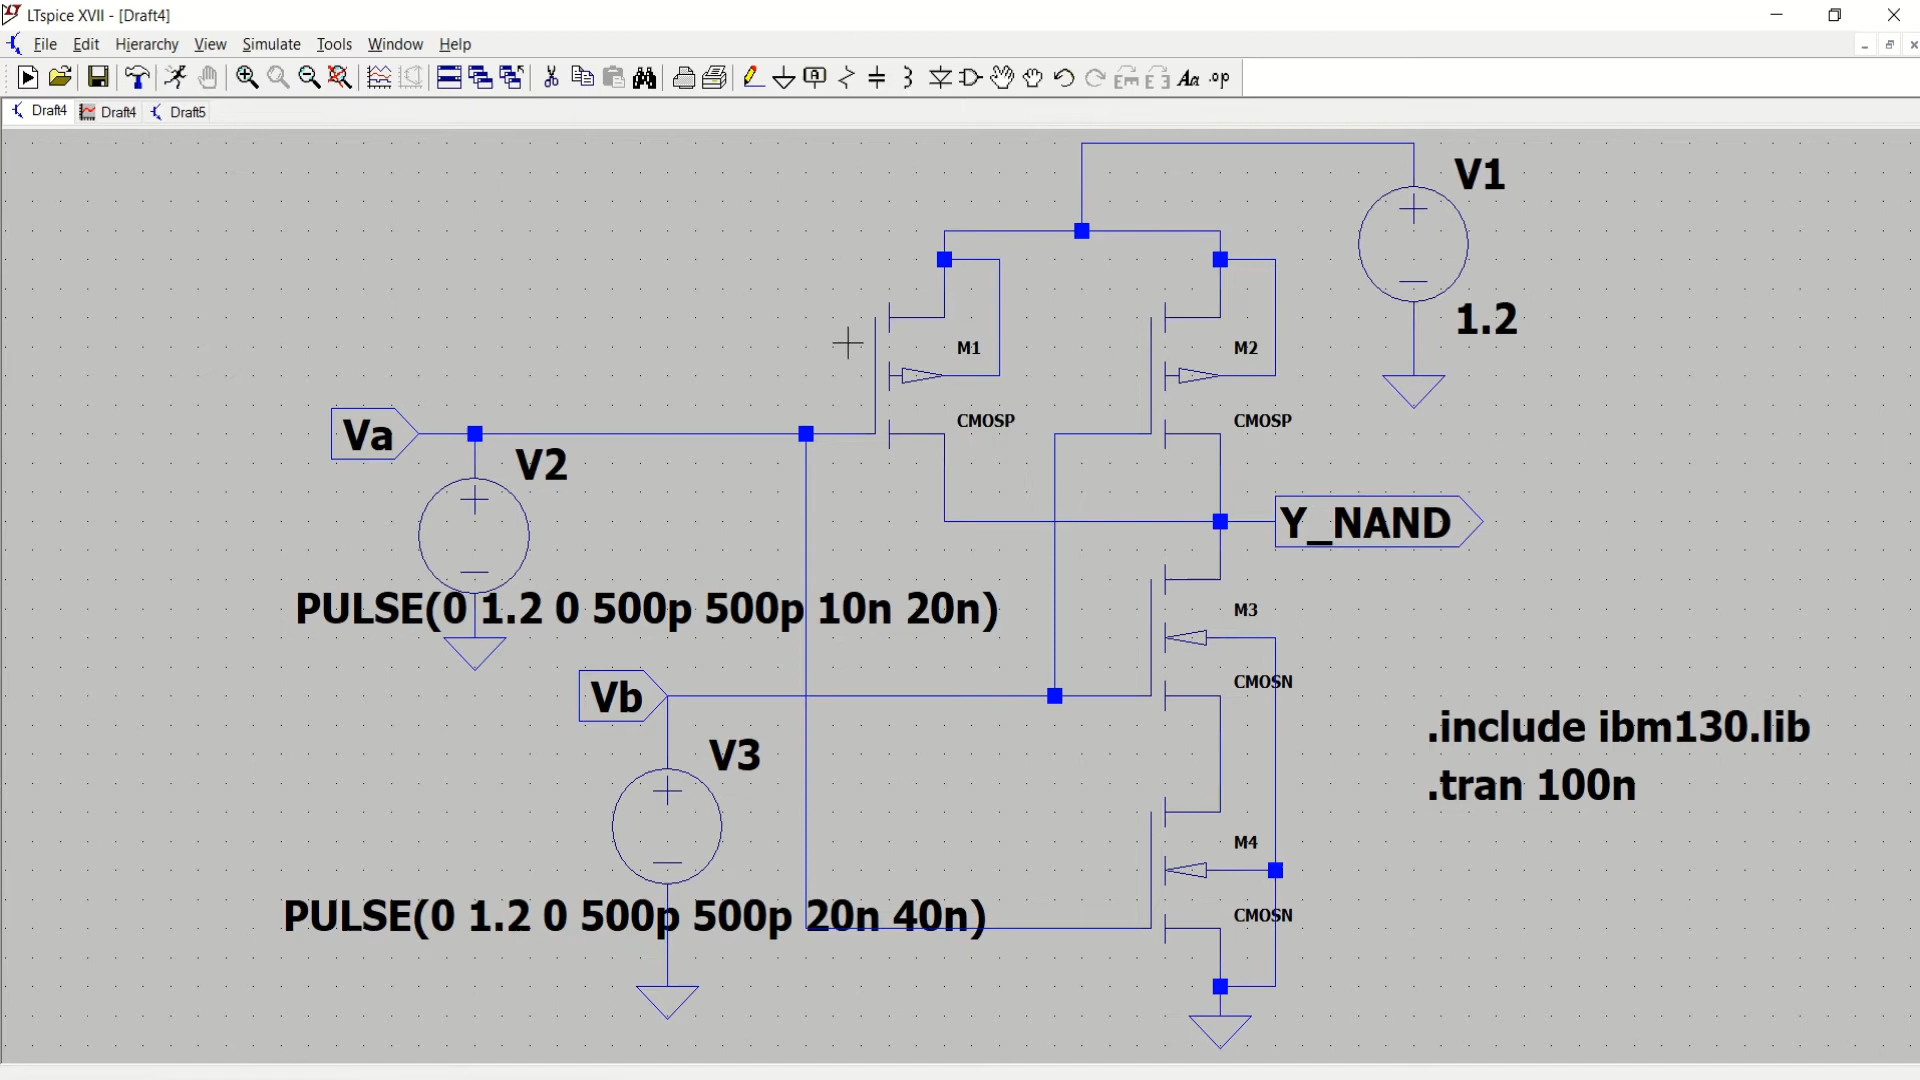 LTspice XVII - [Draft4]
File Edit Hierarchy View Simulate Tools Window Help
Aa .op
Draft4 Draft4 Draft5
V1
1.2
M1
CMOSP
M2
CMOSP
Va
V2
PULSE(0 1.2 0 500p 500p 10n 20n)
Y_NAND
M3
CMOSN
Vb
V3
PULSE(0 1.2 0 500p 500p 20n 40n)
M4
CMOSN
.include ibm130.lib
.tran 100n